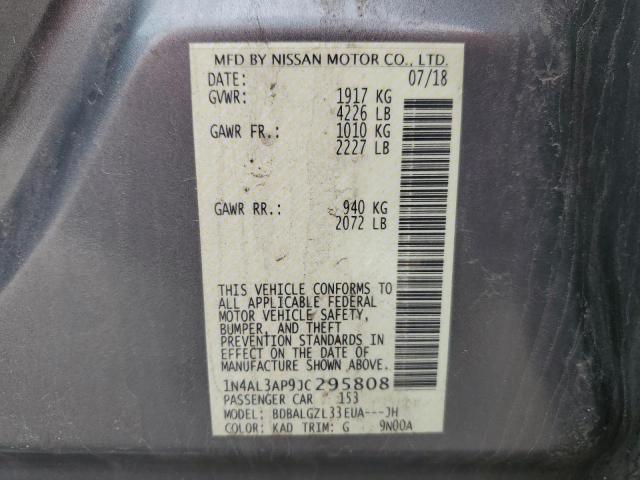 MFD BY NISSAN MOTOR CO., LTD.
DATE: 07/18
GVWR: 1917 KG
4226 LB
GAWR FR.: 1010 KG
2227 LB
GAWR RR.: 940 KG
2072 LB
THIS VEHICLE CONFORMS TO
ALL APPLICABLE FEDERAL
MOTOR VEHICLE SAFETY,
BUMPER, AND THEFT
PREVENTION STANDARDS IN
EFFECT ON THE DATE OF
MANUFACTURE SHOWN ABOVE.
1N4AL3AP9JC295808
PASSENGER CAR 153
MODEL: BDBALGZL33EUA---JH
COLOR: KAD TRIM: G 9N00A